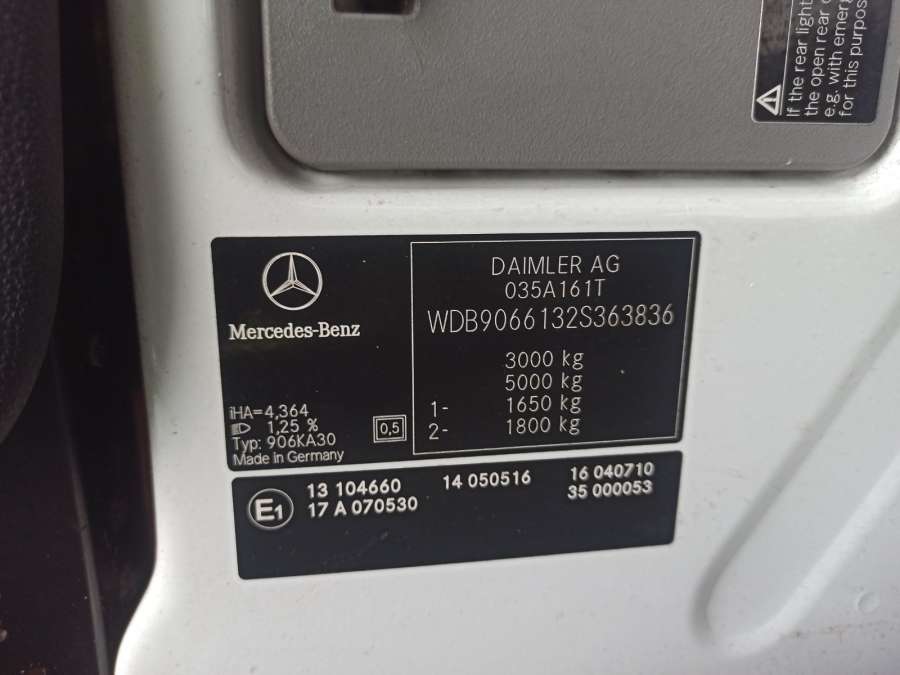 If the rear light
the open rear
e.g. with emerg
for this purpos
DAIMLER AG
035A161T
WDB9066132S363836
Mercedes-Benz
3000 kg
5000 kg
1- 1650 kg
2- 1800 kg
iHA=4,364
1,25 %
0,5
Typ: 906KA30
Made in Germany
E1
13 104660 14 050516 16 040710
17 A 070530 35 000053